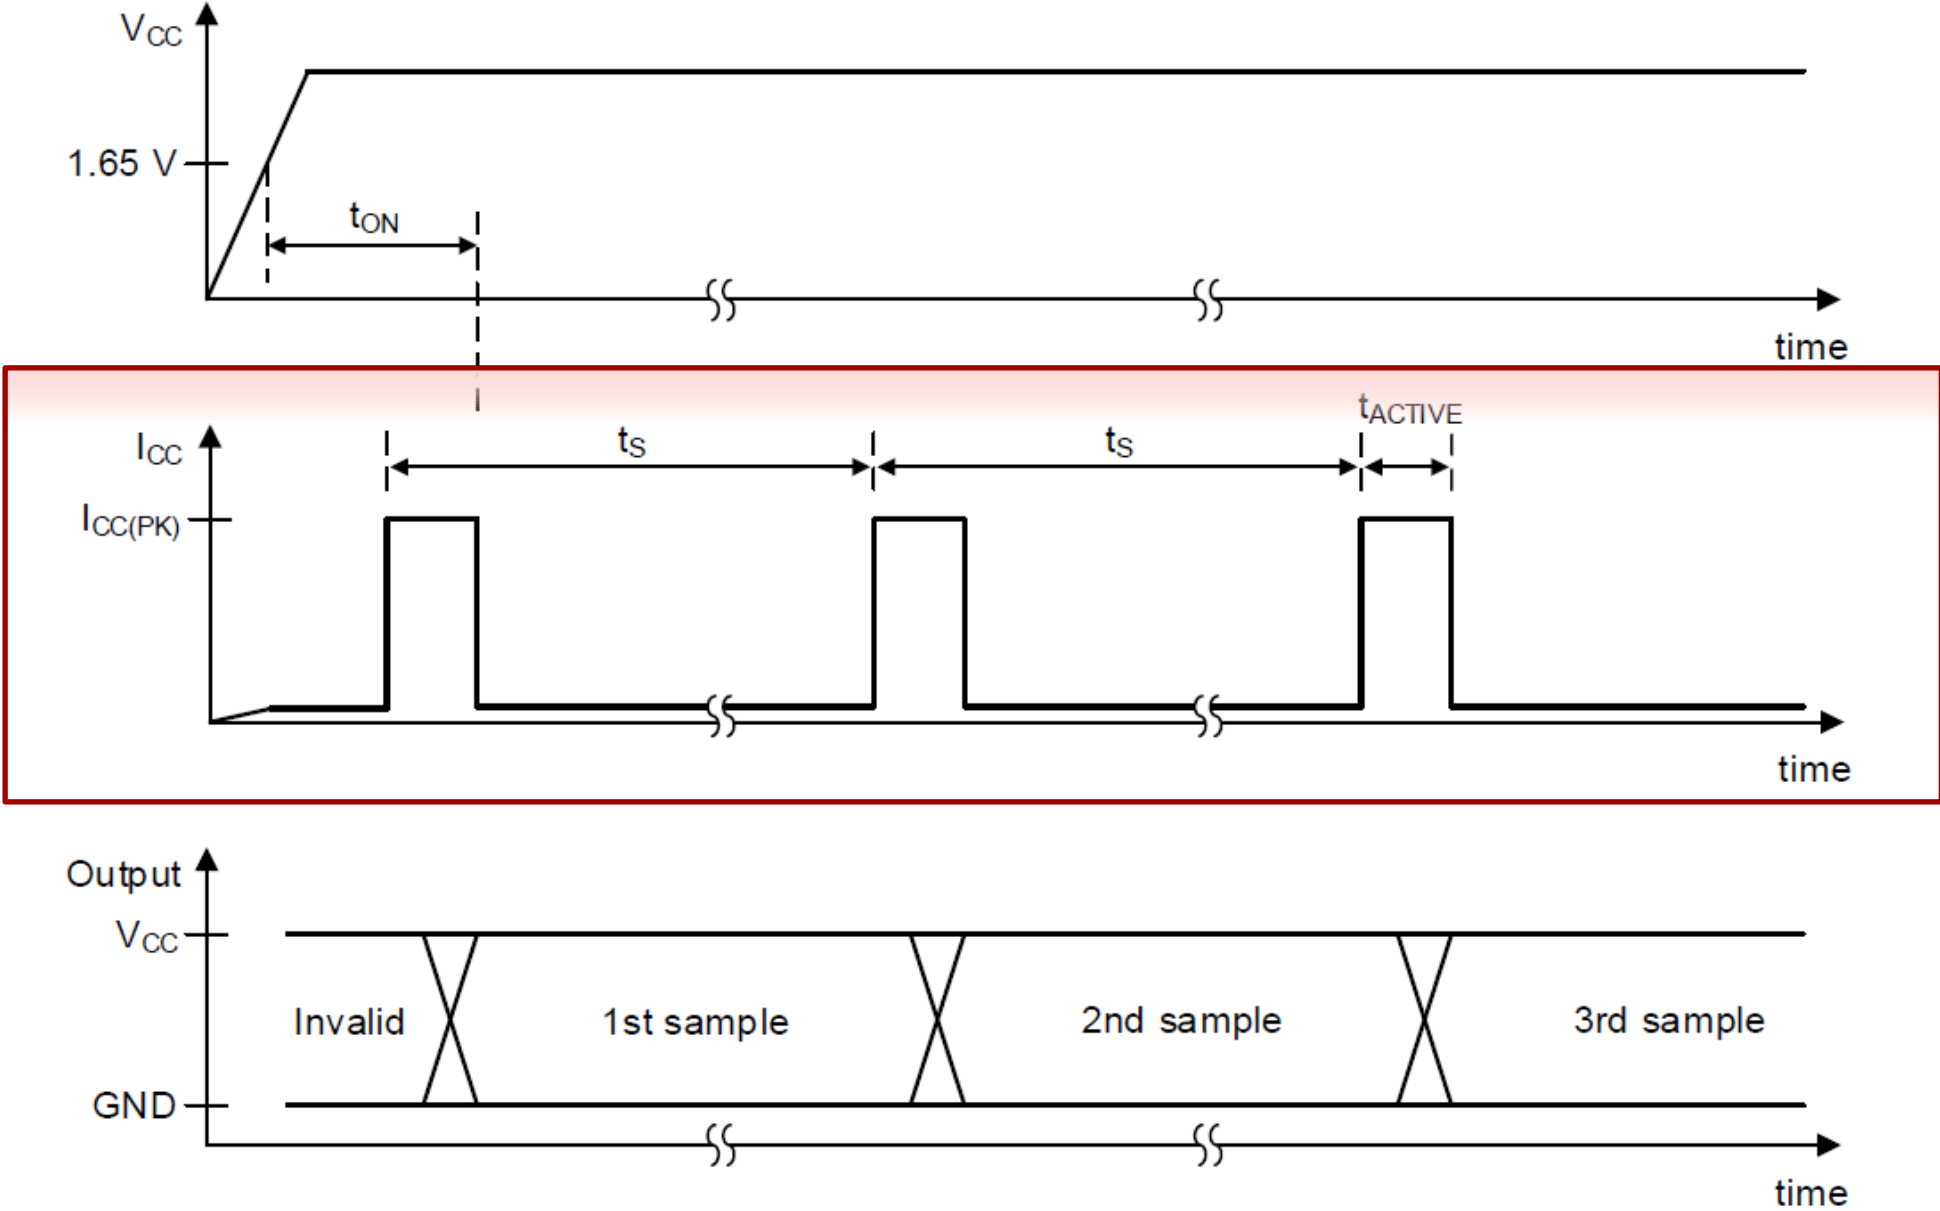 VCC
1.65 V
tON
time
tACTIVE
ICC
tS
tS
ICC(PK)
time
Output
VCC
Invalid
1st sample
2nd sample
3rd sample
GND
time